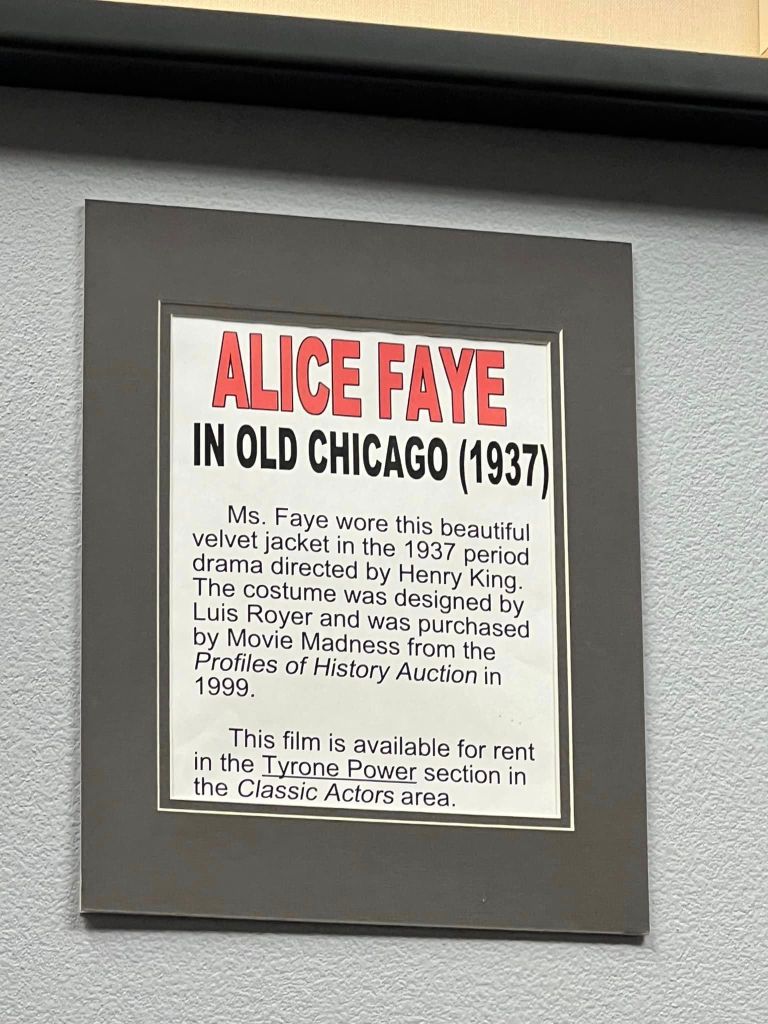 ALICE FAYE
IN OLD CHICAGO (1937)
Ms. Faye wore this beautiful
velvet jacket in the 1937 period
drama directed by Henry King.
The costume was designed by
Luis Royer and was purchased
by Movie Madness from the
Profiles of History Auction in
1999.
This film is available for rent
in the Tyrone Power section in
the Classic Actors area.